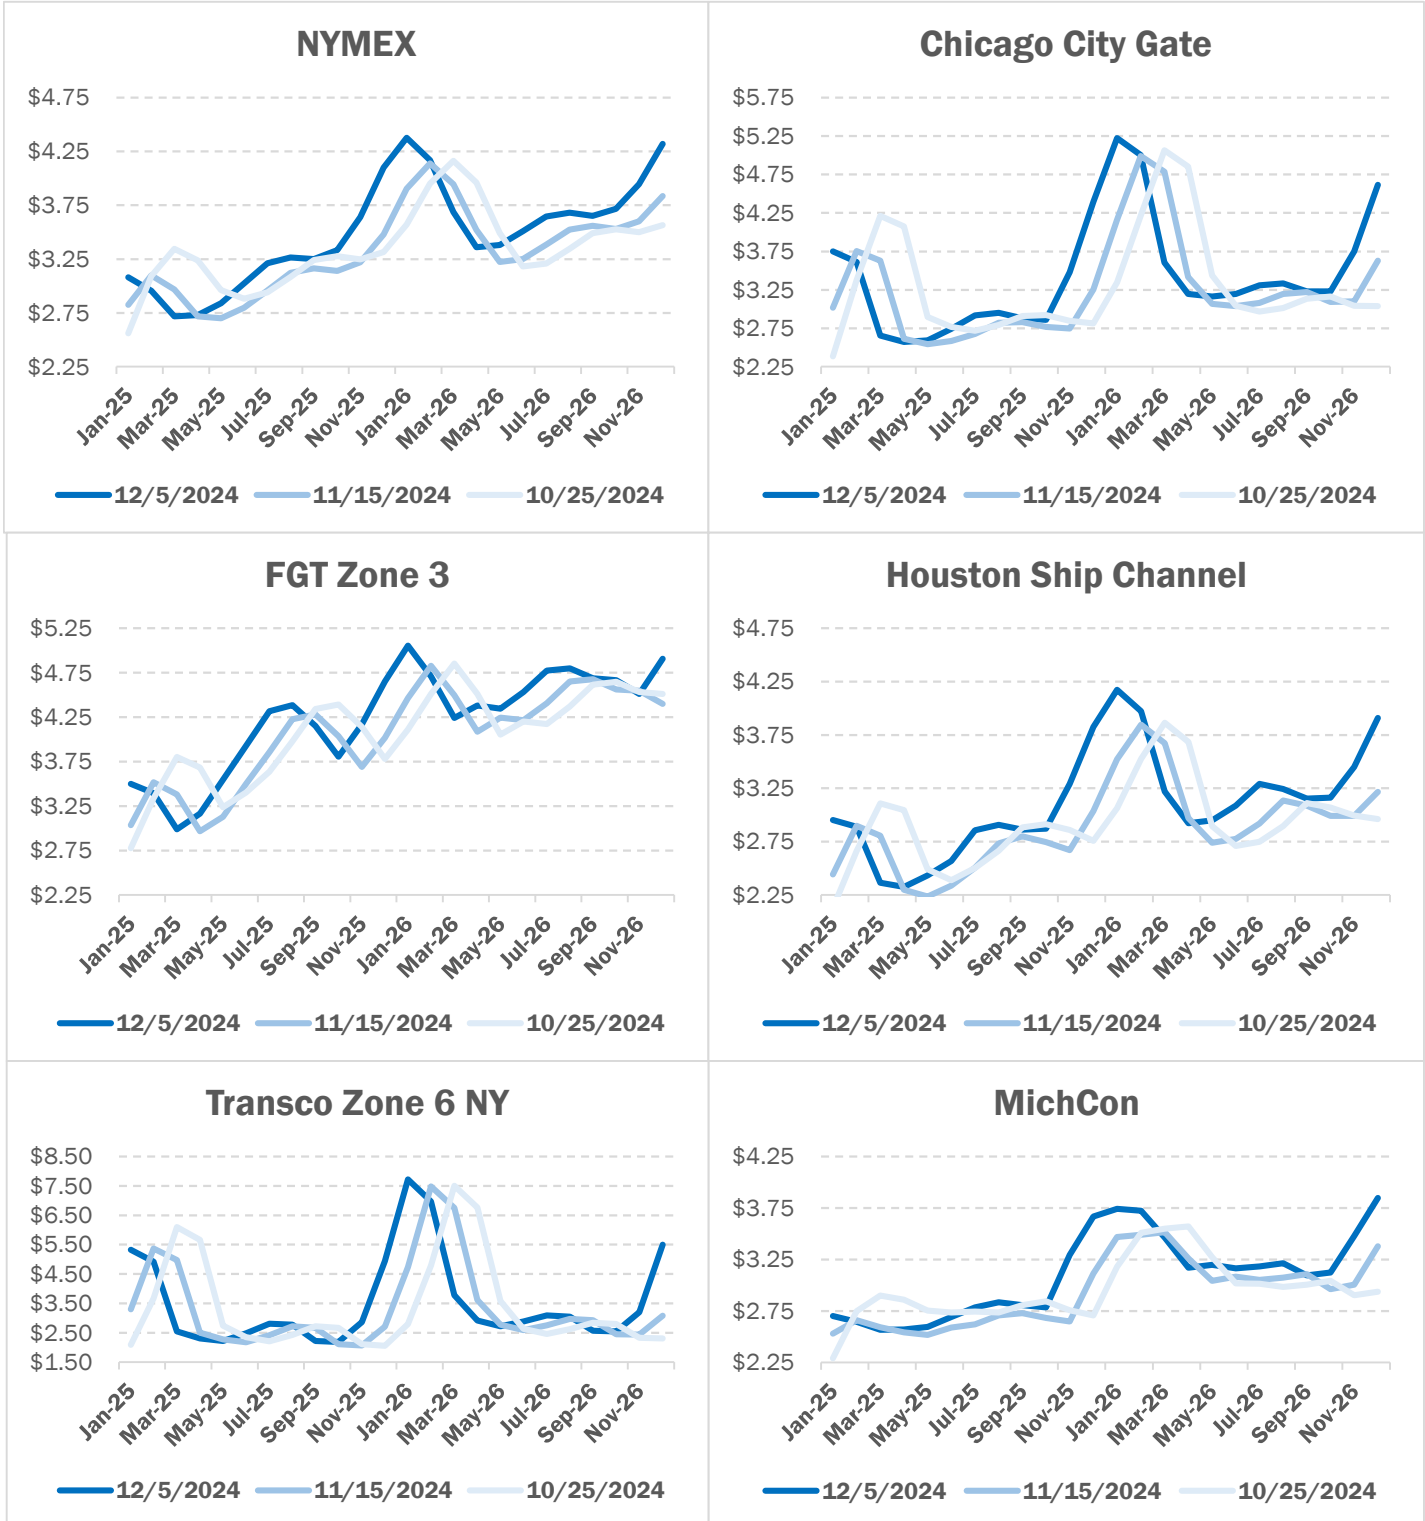 NYMEX
$4.75
$4.25
$3.75
$3.25
$2.75
$2.25
Jan-25 Mar-25 May-25 Jul-25 Sep-25 Nov-25 Jan-26 Mar-26 May-26 Jul-26 Sep-26 Nov-26
12/5/2024 11/15/2024 10/25/2024
Chicago City Gate
$5.75
$5.25
$4.75
$4.25
$3.75
$3.25
$2.75
$2.25
Jan-25 Mar-25 May-25 Jul-25 Sep-25 Nov-25 Jan-26 Mar-26 May-26 Jul-26 Sep-26 Nov-26
12/5/2024 11/15/2024 10/25/2024
FGT Zone 3
$5.25
$4.75
$4.25
$3.75
$3.25
$2.75
$2.25
Jan-25 Mar-25 May-25 Jul-25 Sep-25 Nov-25 Jan-26 Mar-26 May-26 Jul-26 Sep-26 Nov-26
12/5/2024 11/15/2024 10/25/2024
Houston Ship Channel
$4.75
$4.25
$3.75
$3.25
$2.75
$2.25
Jan-25 Mar-25 May-25 Jul-25 Sep-25 Nov-25 Jan-26 Mar-26 May-26 Jul-26 Sep-26 Nov-26
12/5/2024 11/15/2024 10/25/2024
Transco Zone 6 NY
$8.50
$7.50
$6.50
$5.50
$4.50
$3.50
$2.50
$1.50
Jan-25 Mar-25 May-25 Jul-25 Sep-25 Nov-25 Jan-26 Mar-26 May-26 Jul-26 Sep-26 Nov-26
12/5/2024 11/15/2024 10/25/2024
MichCon
$4.25
$3.75
$3.25
$2.75
$2.25
Jan-25 Mar-25 May-25 Jul-25 Sep-25 Nov-25 Jan-26 Mar-26 May-26 Jul-26 Sep-26 Nov-26
12/5/2024 11/15/2024 10/25/2024